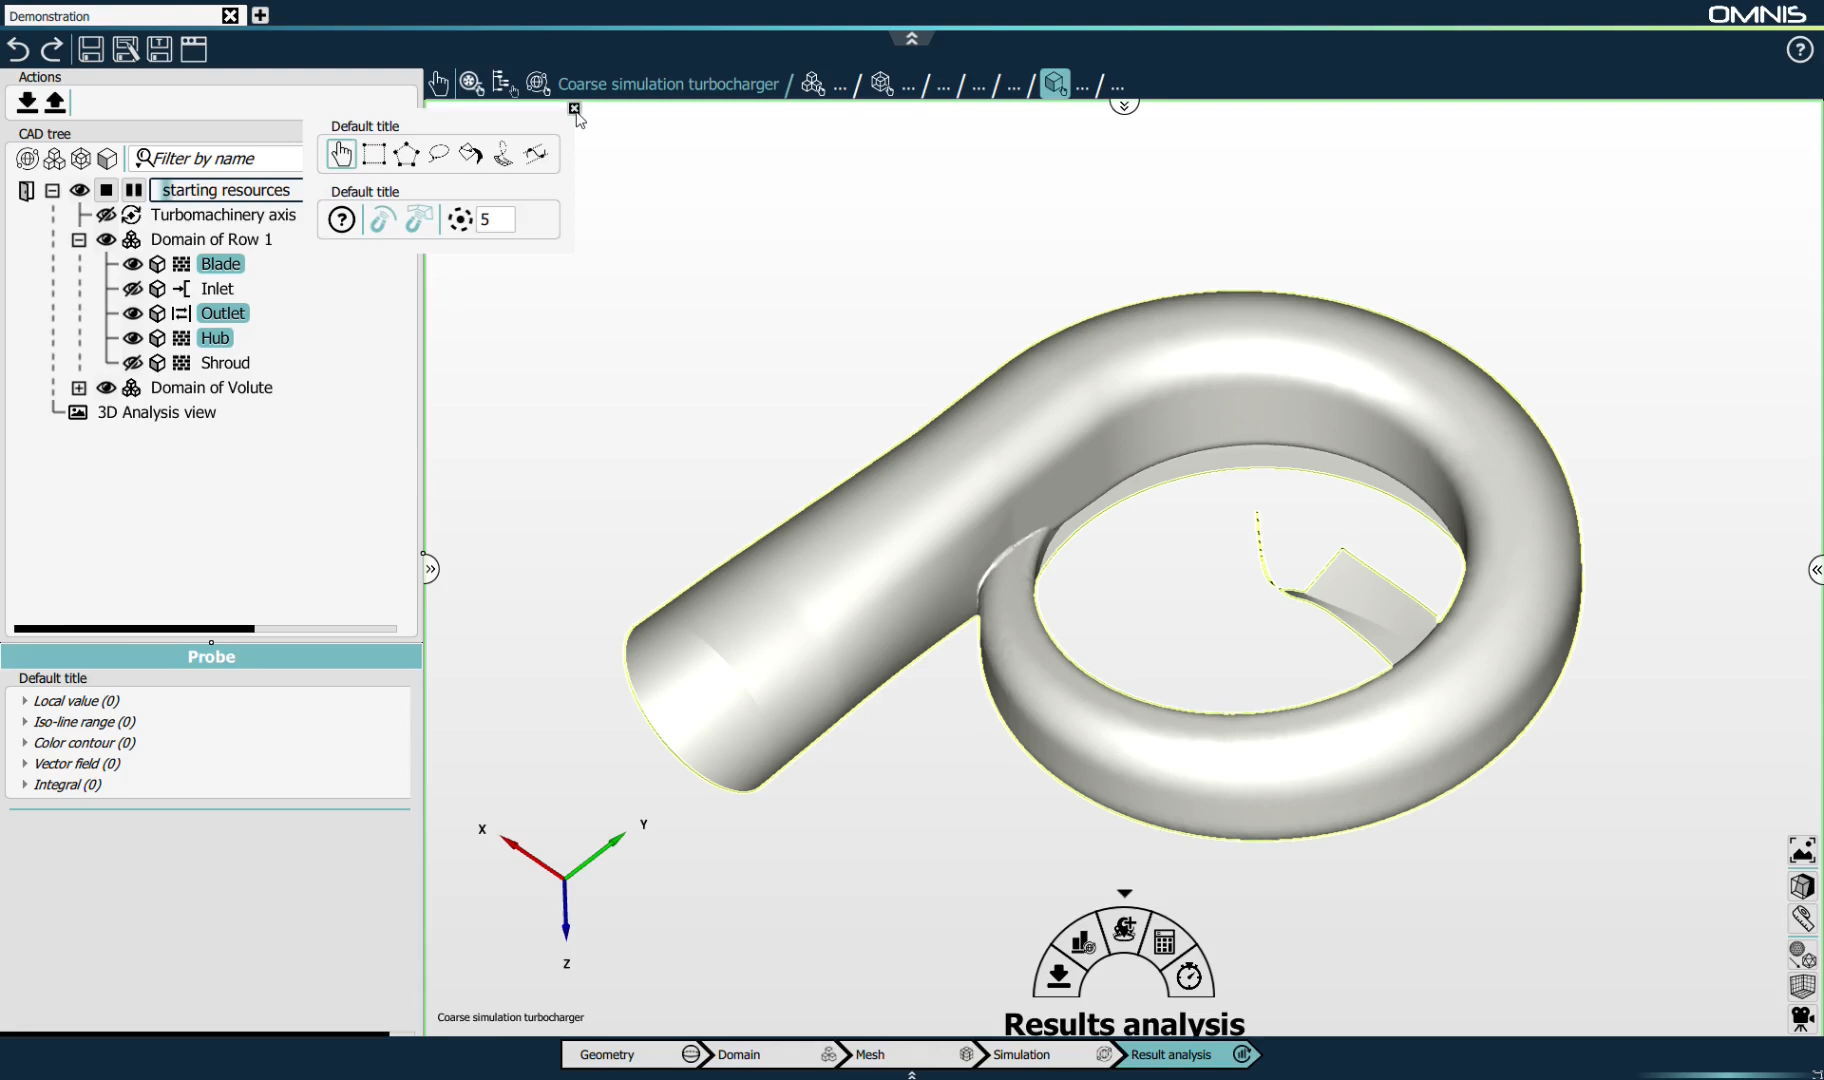 Demonstration
OMNIS
Actions
Coarse simulation turbocharger / ... / ... / ... / ... / ... / ... / ...
CAD tree
Default title
Filter by name
starting resources
Default title
Turbomachinery axis
5
Domain of Row 1
Blade
Inlet
Outlet
Hub
Shroud
Domain of Volute
3D Analysis view
Probe
Default title
Local value (0)
Iso-line range (0)
Color contour (0)
Vector field (0)
Integral (0)
X
Y
Z
Coarse simulation turbocharger
Results analysis
Geometry
Domain
Mesh
Simulation
Result analysis